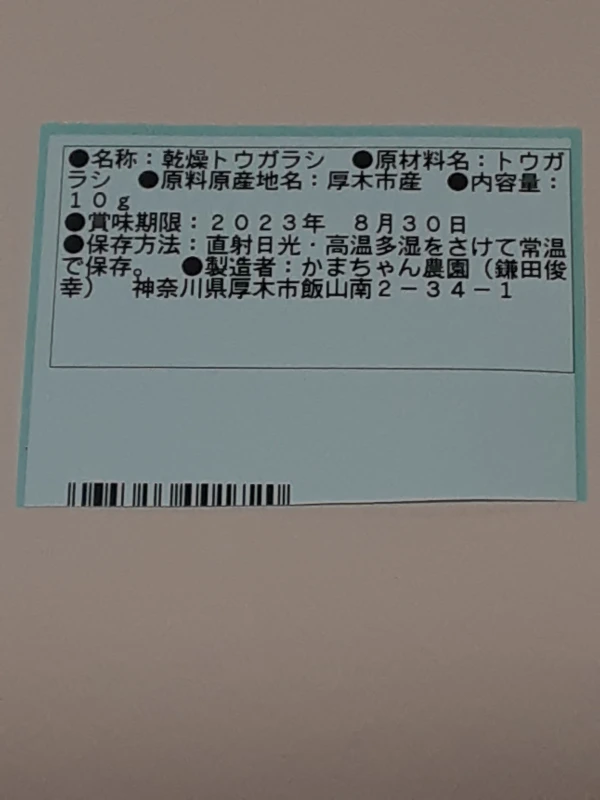 ●名称：乾燥トウガラシ　●原材料名：トウガ
ラシ　●原料原産地名：厚木市産　●内容量：
１０ｇ
●賞味期限：２０２３年　８月３０日
●保存方法：直射日光・高温多湿をさけて常温
で保存。　●製造者：かまちゃん農園（鎌田俊
幸）　神奈川県厚木市飯山南２－３４－１